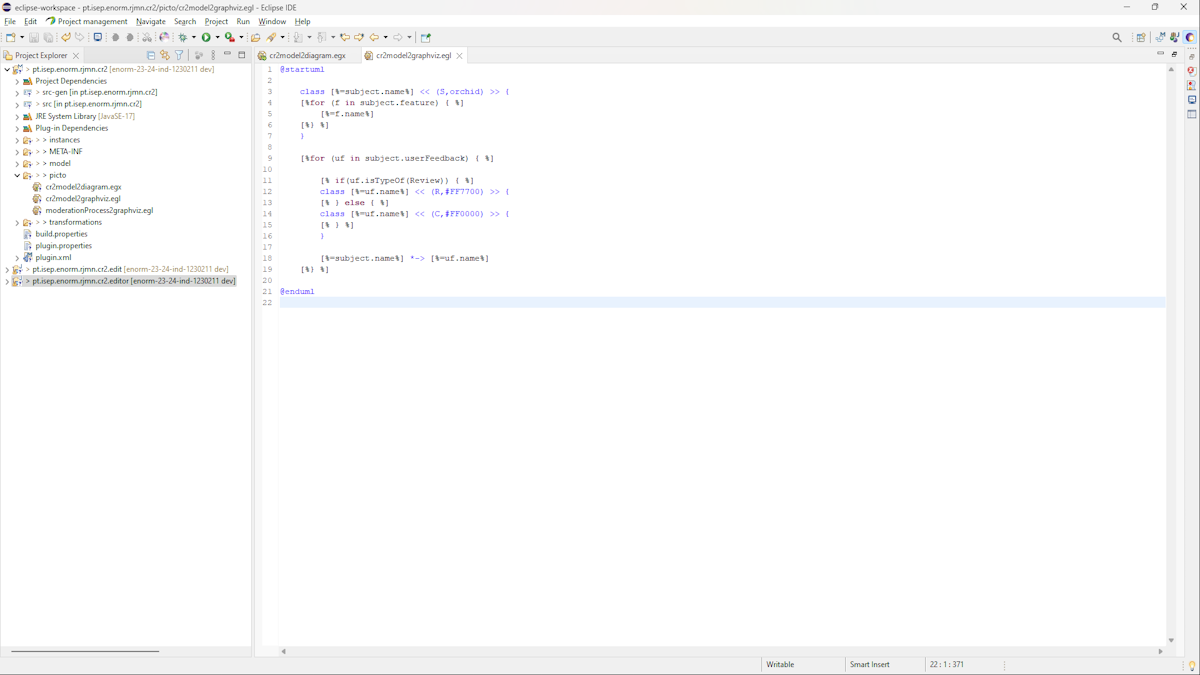 eclipse-workspace - pt.isep.enorm.rjmn.cr2/picto/cr2model2graphviz.egl - Eclipse IDE
File Edit Project management Navigate Search Project Run Window Help
Project Explorer
cr2model2diagram.egx
cr2model2graphviz.egl
> pt.isep.enorm.rjmn.cr2 [enorm-23-24-ind-1230211 dev]
Project Dependencies
> src-gen [in pt.isep.enorm.rjmn.cr2]
> src [in pt.isep.enorm.rjmn.cr2]
JRE System Library [JavaSE-17]
Plug-in Dependencies
> > instances
> > META-INF
> > model
> > picto
cr2model2diagram.egx
cr2model2graphviz.egl
moderationProcess2graphviz.egl
> > transformations
build.properties
plugin.properties
plugin.xml
> pt.isep.enorm.rjmn.cr2.edit [enorm-23-24-ind-1230211 dev]
> pt.isep.enorm.rjmn.cr2.editor [enorm-23-24-ind-1230211 dev]
1 @startuml
2
3 class [%=subject.name%] << (S,orchid) >> {
4 [%for (f in subject.feature) { %]
5 [%=f.name%]
6 [%} %]
7 }
8
9 [%for (uf in subject.userFeedback) { %]
10
11 [% if(uf.isTypeOf(Review)) { %]
12 class [%=uf.name%] << (R,#FF7700) >> {
13 [% } else { %]
14 class [%=uf.name%] << (C,#FF0000) >> {
15 [% } %]
16 }
17
18 [%=subject.name%] *-> [%=uf.name%]
19 [%} %]
20
21 @enduml
22
Writable
Smart Insert
22 : 1 : 371